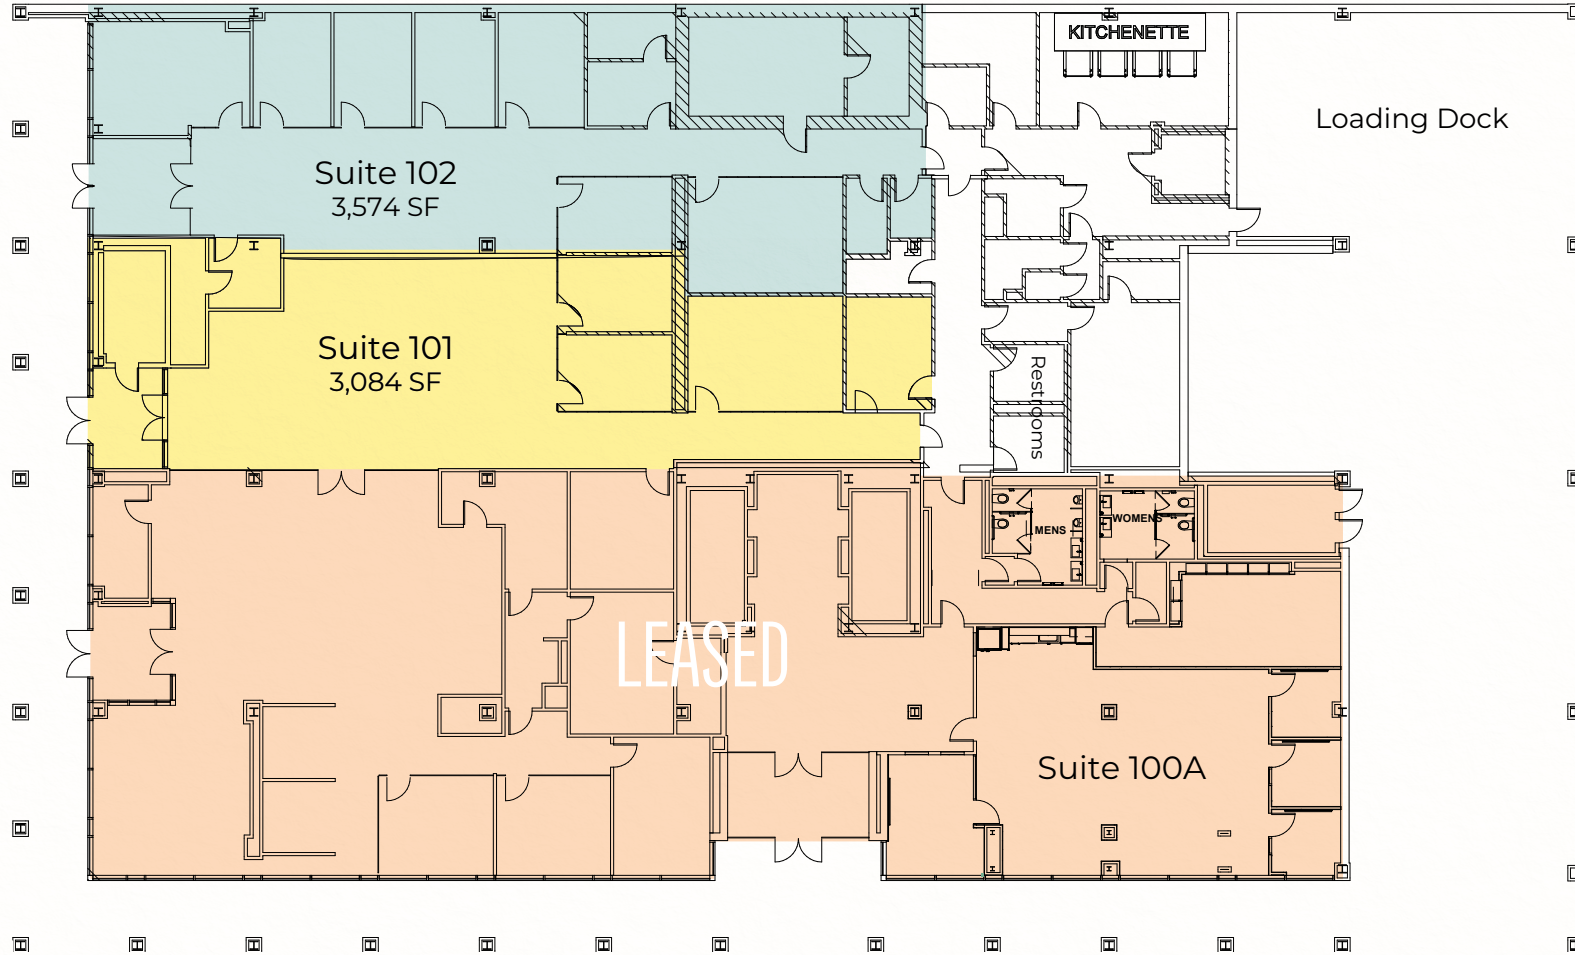 KITCHENETTE
Loading Dock
Suite 102
3,574 SF
Suite 101
3,084 SF
Restrooms
MENS
WOMENS
LEASED
Suite 100A